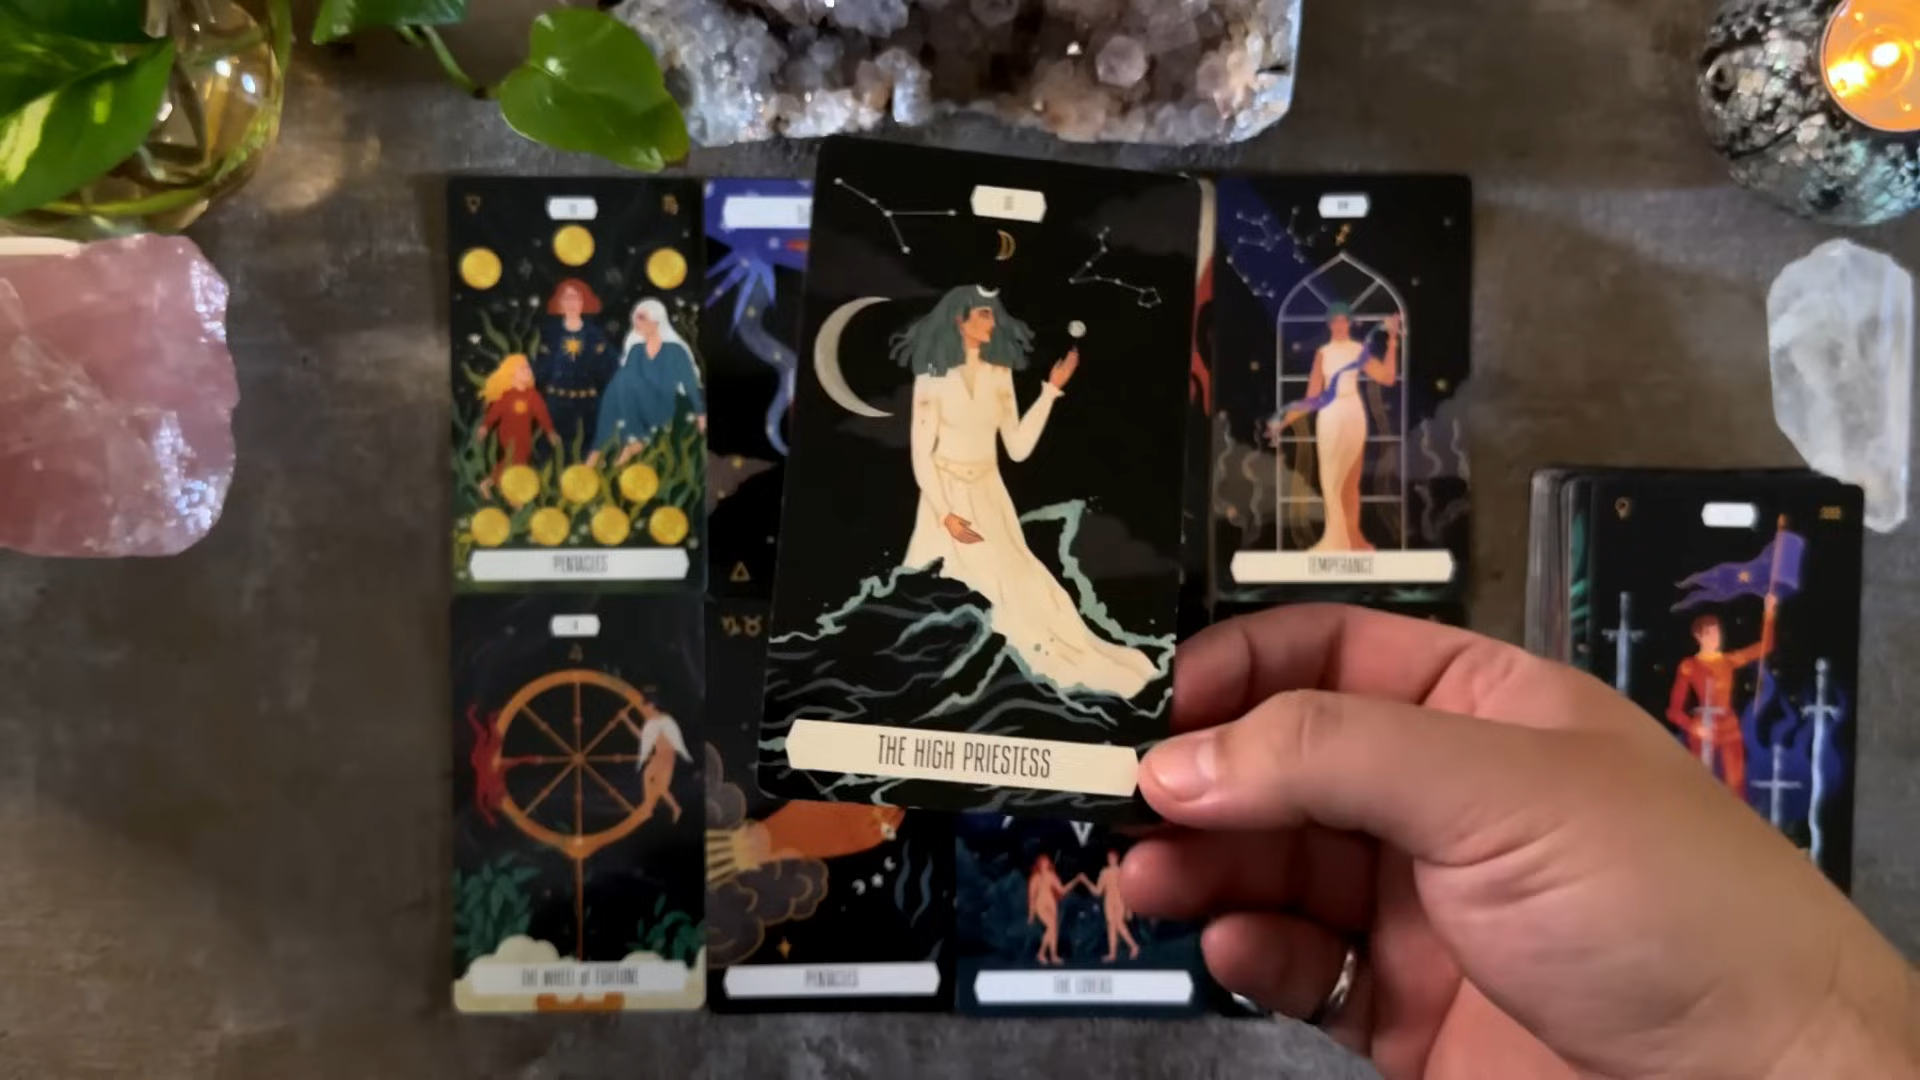 THE HIGH PRIESTESS
PENTACLES
TEMPERANCE
THE WHEEL of FORTUNE
PENTACLES
THE LOVERS